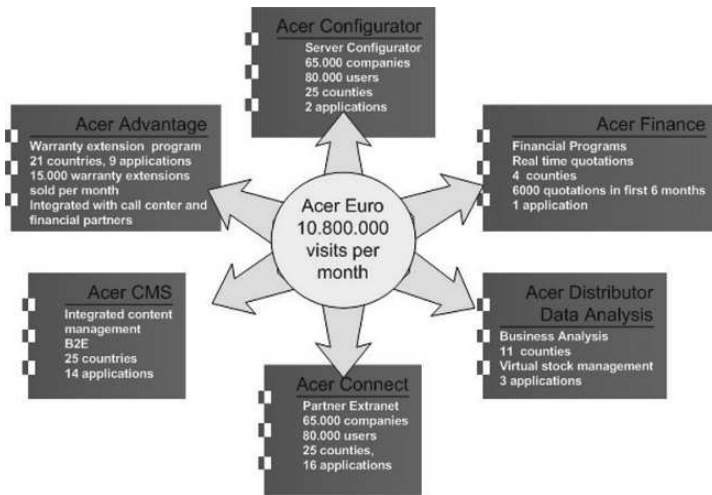 Acer Configurator
Server Configurator
65.000 companies
80.000 users
25 counties
2 applications
Acer Advantage
Warranty extension program
21 countries, 9 applications
15.000 warranty extensions
sold per month
Integrated with call center and
financial partners
Acer Finance
Financial Programs
Real time quotations
4 counties
6000 quotations in first 6 months
1 application
Acer Euro
10.800.000
visits per
month
Acer CMS
Integrated content
management
B2E
25 countries
14 applications
Acer Distributor
Data Analysis
Business Analysis
11 counties
Virtual stock management
3 applications
Acer Connect
Partner Extranet
65.000 companies
80.000 users
25 counties,
16 applications